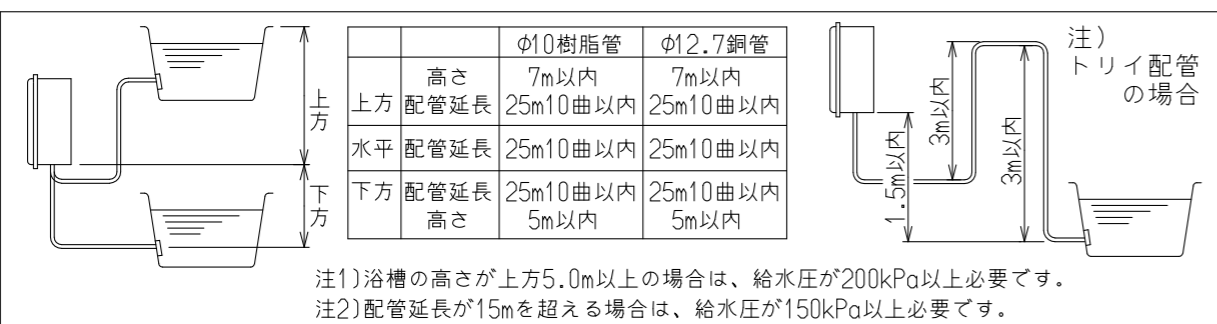 上方
下方
φ10樹脂管 φ12.7銅管
上方 高さ 7m以内 7m以内
配管延長 25m10曲以内 25m10曲以内
水平 配管延長 25m10曲以内 25m10曲以内
下方 配管延長 25m10曲以内 25m10曲以内
高さ 5m以内 5m以内
1.5m以内
3m以内
3m以内
注)
トリイ配管
の場合
注1)浴槽の高さが上方5.0m以上の場合は、給水圧が200kPa以上必要です。
注2)配管延長が15mを超える場合は、給水圧が150kPa以上必要です。